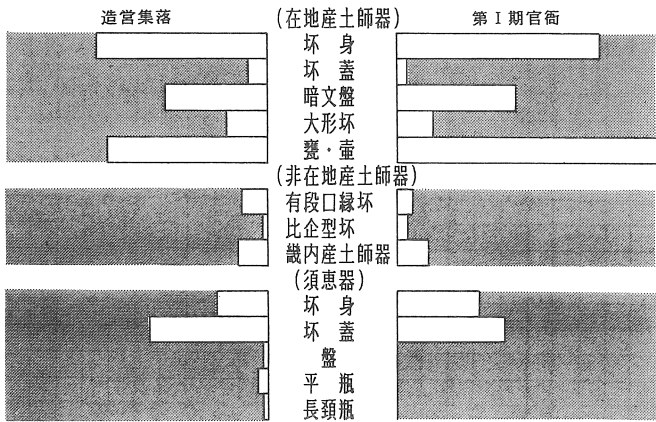 造営集落
(在地産土師器)
第Ⅰ期官衙
坏 身
坏 蓋
暗文盤
大形坏
甕・壷
(非在地産土師器)
有段口縁坏
比企型坏
畿内産土師器
(須恵器)
坏 身
坏 蓋
盤
平 瓶
長頚瓶